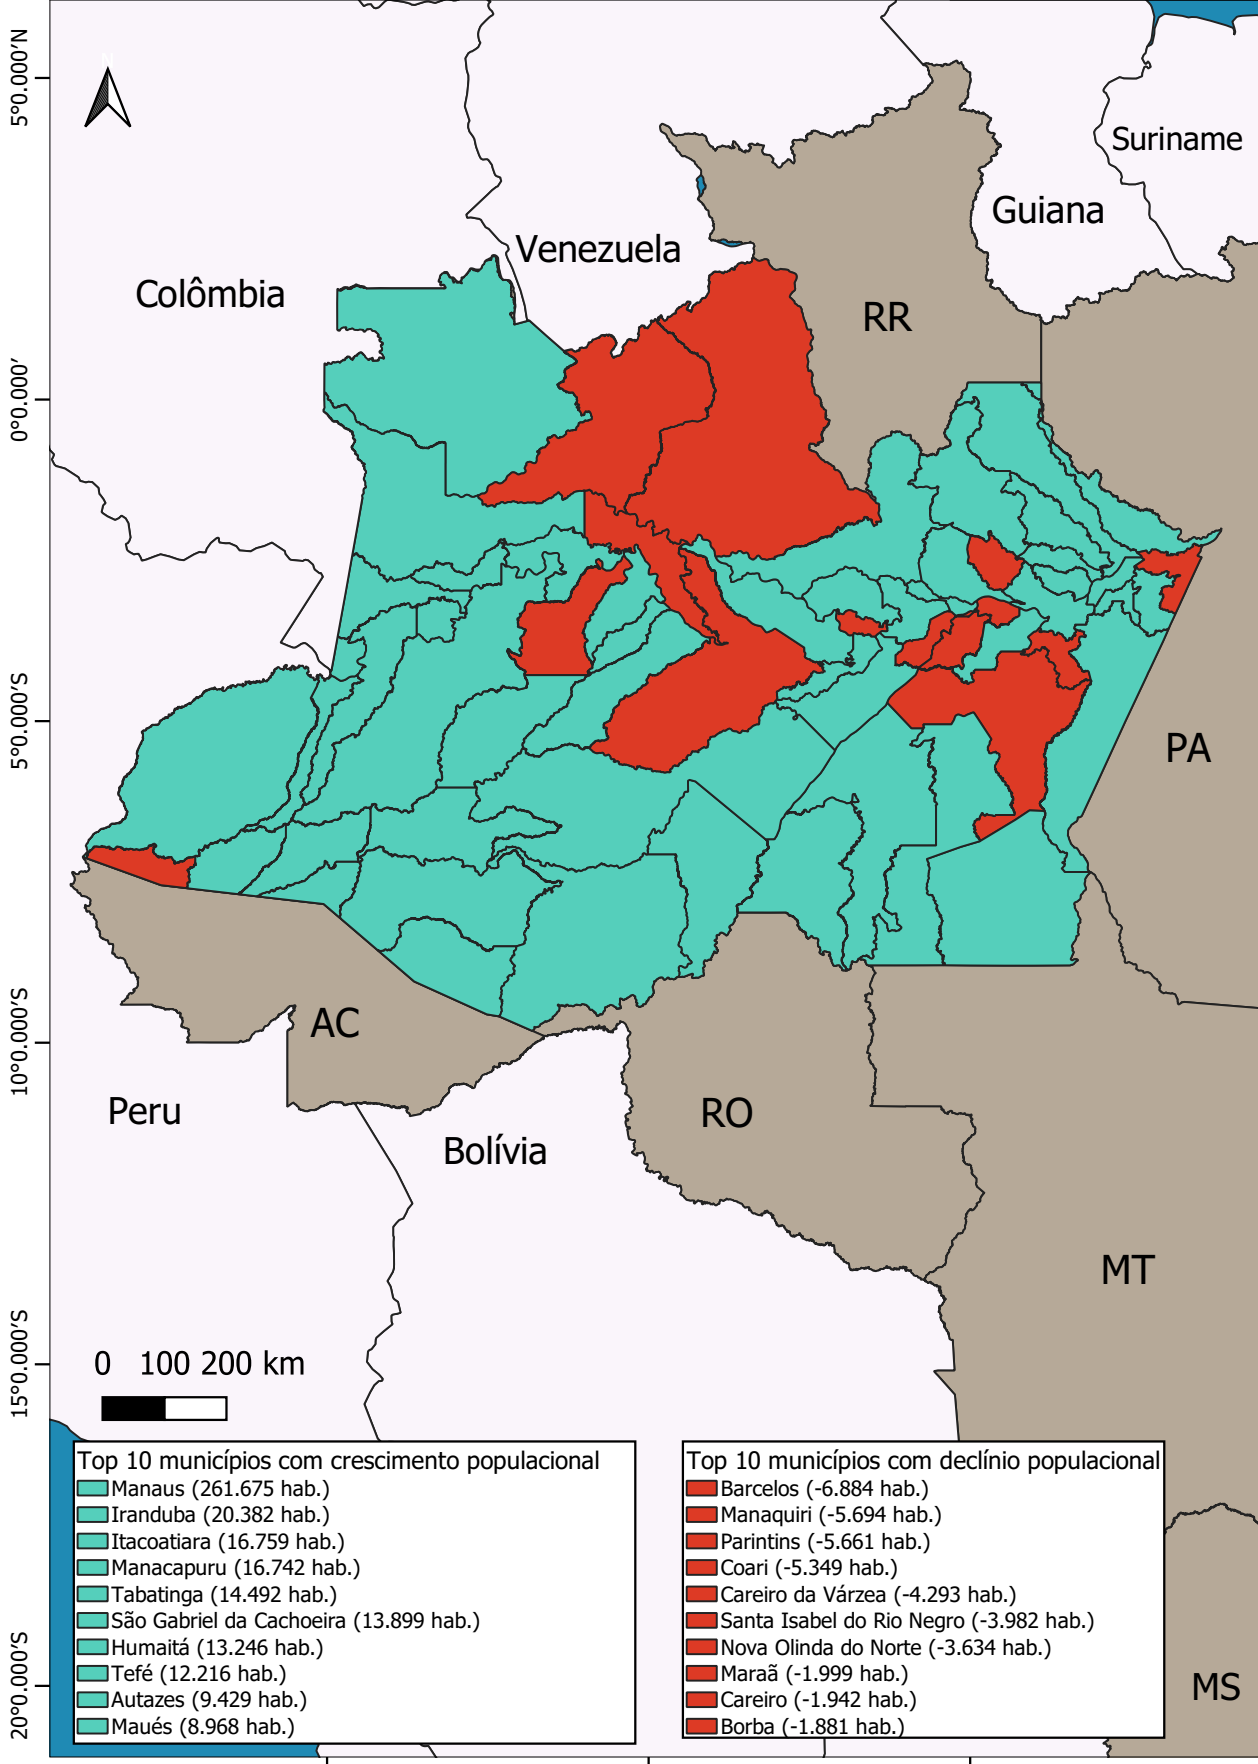 5°0.000'N
N
Suriname
Guiana
Venezuela
Colômbia
RR
0°0.000'
5°0.000'S
PA
AC
10°0.000'S
Peru
RO
Bolívia
MT
15°0.000'S
0 100 200 km
Top 10 municípios com crescimento populacional
Manaus (261.675 hab.)
Iranduba (20.382 hab.)
Itacoatiara (16.759 hab.)
Manacapuru (16.742 hab.)
Tabatinga (14.492 hab.)
São Gabriel da Cachoeira (13.899 hab.)
Humaitá (13.246 hab.)
Tefé (12.216 hab.)
Autazes (9.429 hab.)
Maués (8.968 hab.)
Top 10 municípios com declínio populacional
Barcelos (-6.884 hab.)
Manaquiri (-5.694 hab.)
Parintins (-5.661 hab.)
Coari (-5.349 hab.)
Careiro da Várzea (-4.293 hab.)
Santa Isabel do Rio Negro (-3.982 hab.)
Nova Olinda do Norte (-3.634 hab.)
Maraã (-1.999 hab.)
Careiro (-1.942 hab.)
Borba (-1.881 hab.)
MS
20°0.000'S